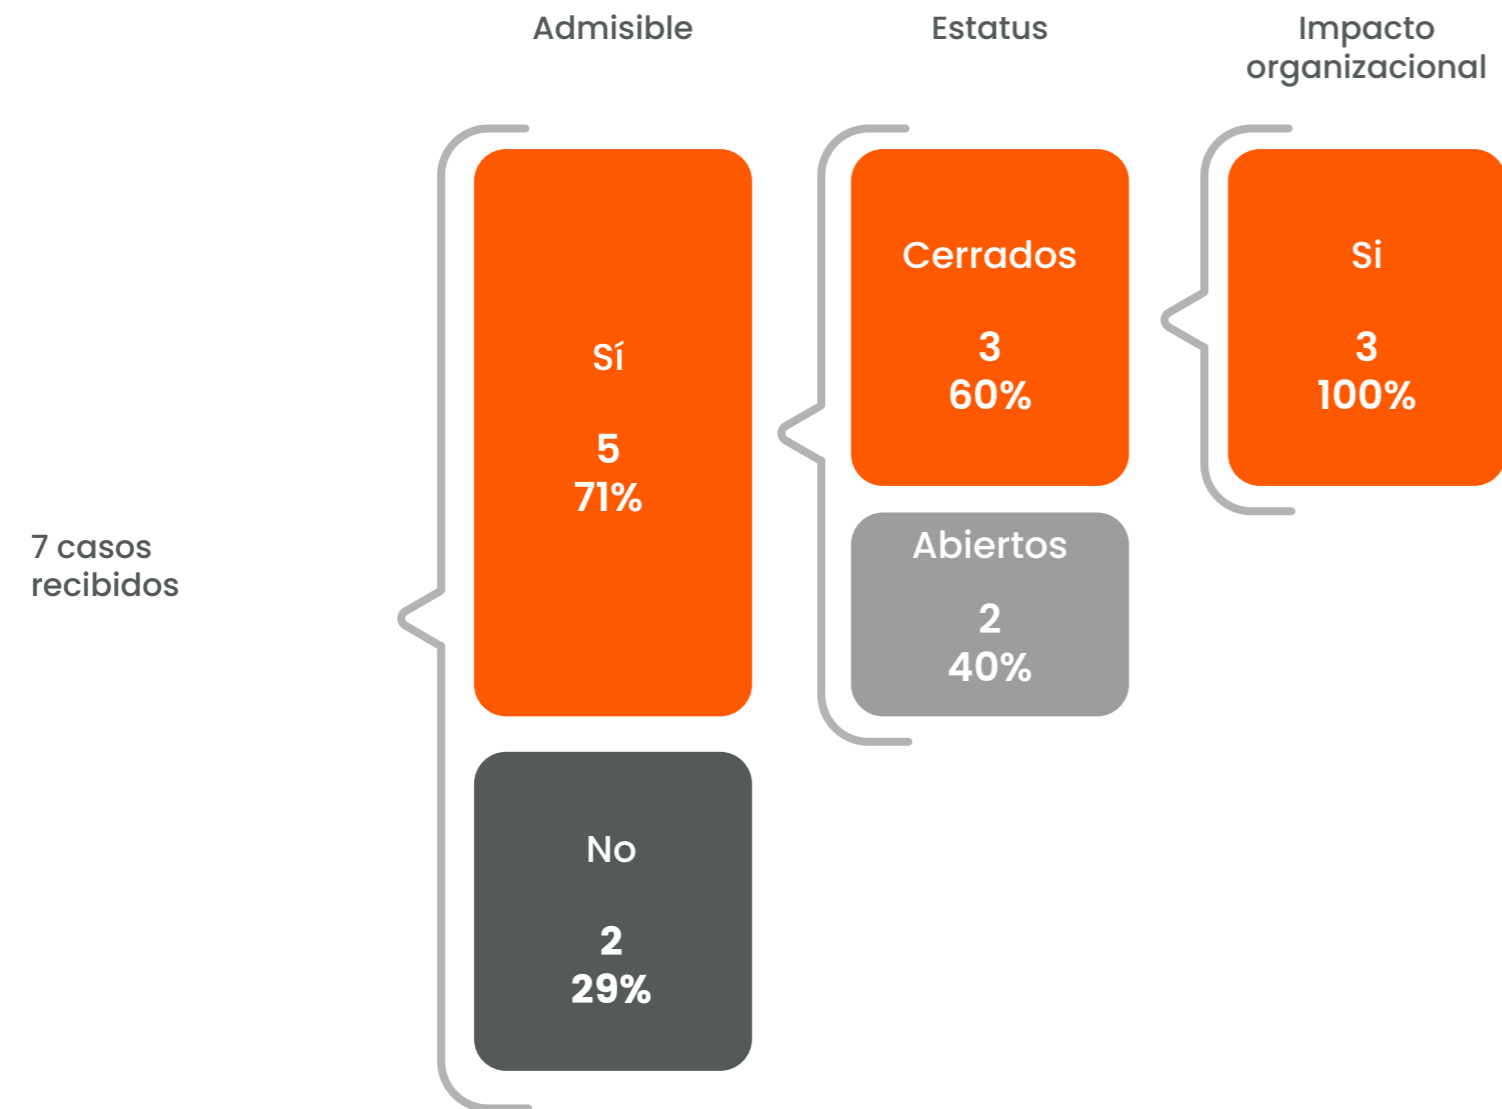 Admisible
Estatus
Impacto
organizacional
7 casos
recibidos
Sí
5
71%
No
2
29%
Cerrados
3
60%
Abiertos
2
40%
Si
3
100%